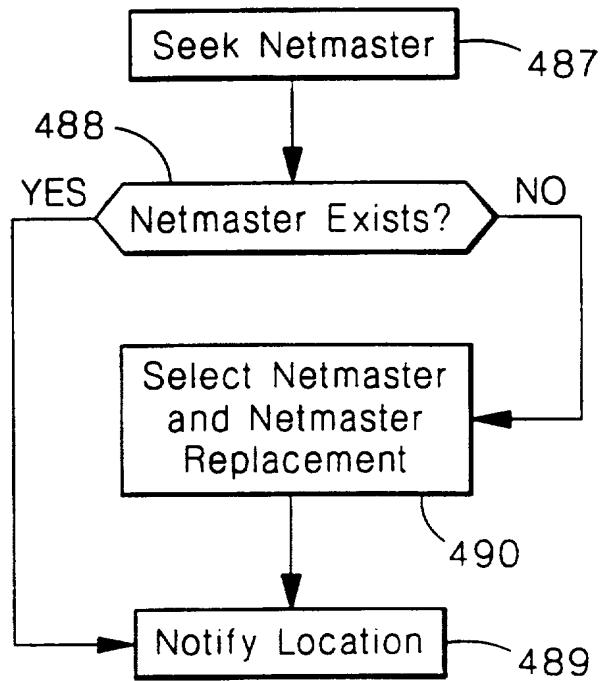 Seek Netmaster
487
488
YES
NO
Netmaster Exists?
Select Netmaster
and Netmaster
Replacement
490
Notify Location
489